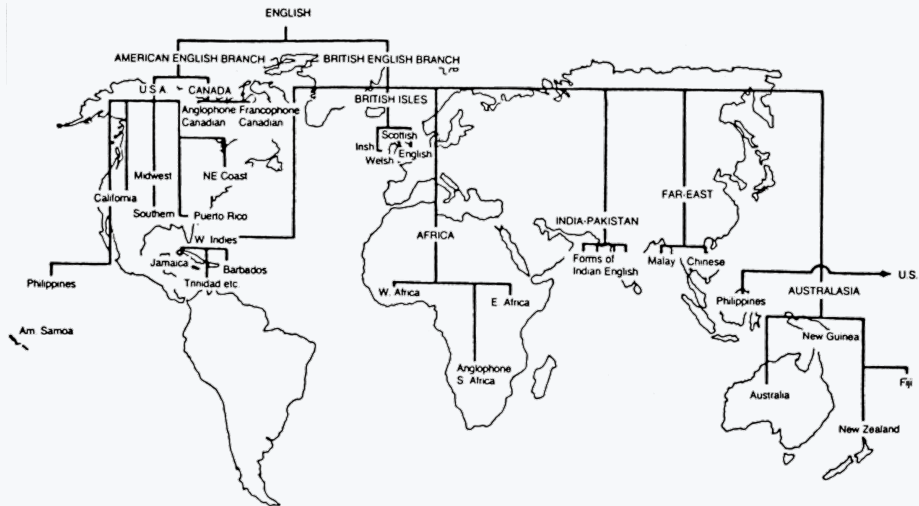 ENGLISH
AMERICAN ENGLISH BRANCH
BRITISH ENGLISH BRANCH
U S A
CANADA
BRITISH ISLES
Anglophone
Canadian
Francophone
Canadian
Scottish
Irish
Welsh
English
Midwest
NE Coast
California
Southern
Puerto Rico
FAR-EAST
INDIA-PAKISTAN
AFRICA
W. Indies
Jamaica
Barbados
Trinidad etc.
Forms of
Indian English
Malay
Chinese
U.S.
Philippines
W. Africa
E. Africa
Philippines
AUSTRALASIA
Am. Samoa
New Guinea
Anglophone
S. Africa
Fiji
Australia
New Zealand